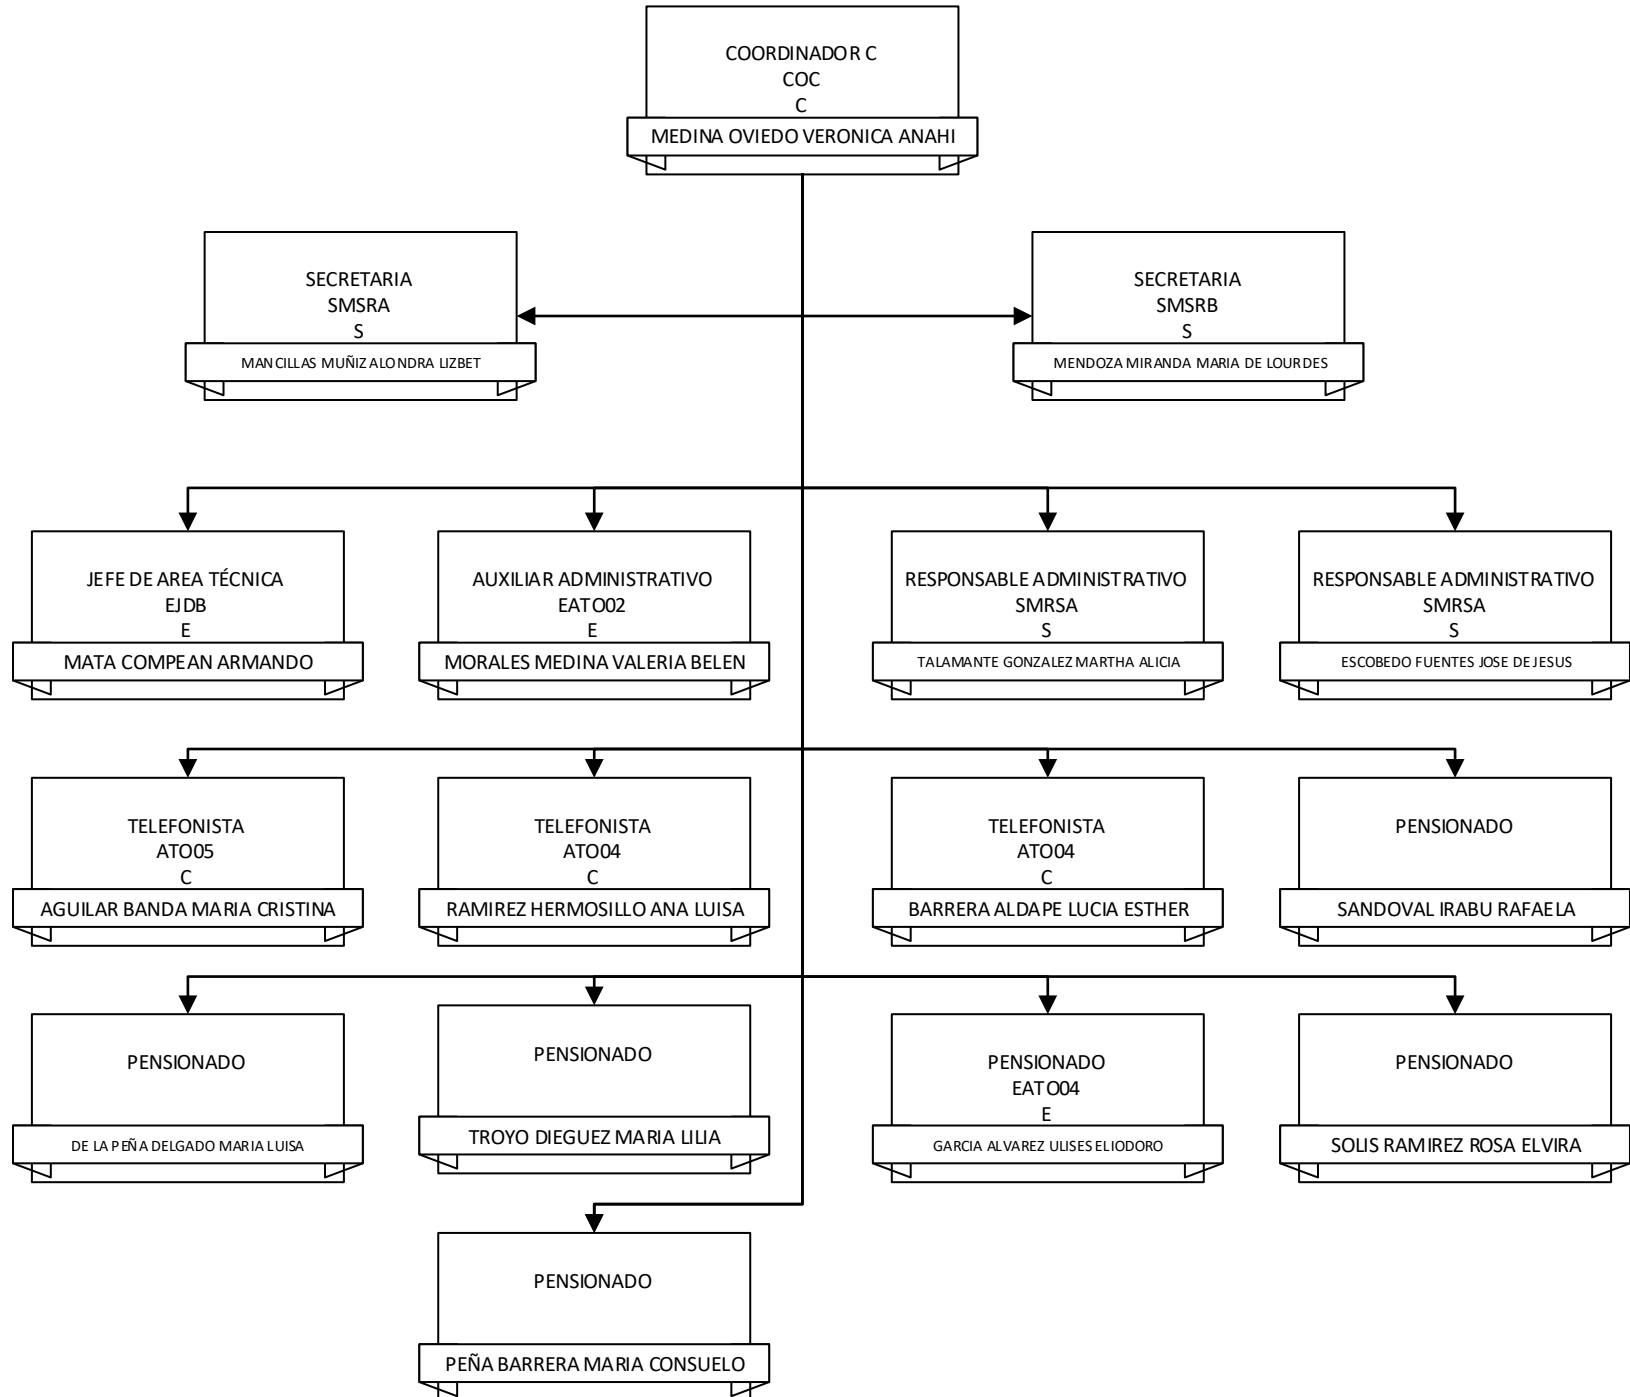 COORDINADOR C
COC
C
MEDINA OVIEDO VERONICA ANAHI
SECRETARIA
SMSRA
S
MANCILLAS MUÑIZ ALONDRA LIZBET
SECRETARIA
SMSRB
S
MENDOZA MIRANDA MARIA DE LOURDES
JEFE DE AREA TÉCNICA
EJDB
E
MATA COMPEAN ARMANDO
AUXILIAR ADMINISTRATIVO
EATO02
E
MORALES MEDINA VALERIA BELEN
RESPONSABLE ADMINISTRATIVO
SMRSA
S
TALAMANTE GONZALEZ MARTHA ALICIA
RESPONSABLE ADMINISTRATIVO
SMRSA
S
ESCOBEDO FUENTES JOSE DE JESUS
TELEFONISTA
ATO05
C
AGUILAR BANDA MARIA CRISTINA
TELEFONISTA
ATO04
C
RAMIREZ HERMOSILLO ANA LUISA
TELEFONISTA
ATO04
C
BARRERA ALDAPE LUCIA ESTHER
PENSIONADO
SANDOVAL IRABU RAFAELA
PENSIONADO
DE LA PEÑA DELGADO MARIA LUISA
PENSIONADO
TROYO DIEGUEZ MARIA LILIA
PENSIONADO
EATO04
E
GARCIA ALVAREZ ULISES ELIODORO
PENSIONADO
SOLIS RAMIREZ ROSA ELVIRA
PENSIONADO
PEÑA BARRERA MARIA CONSUELO